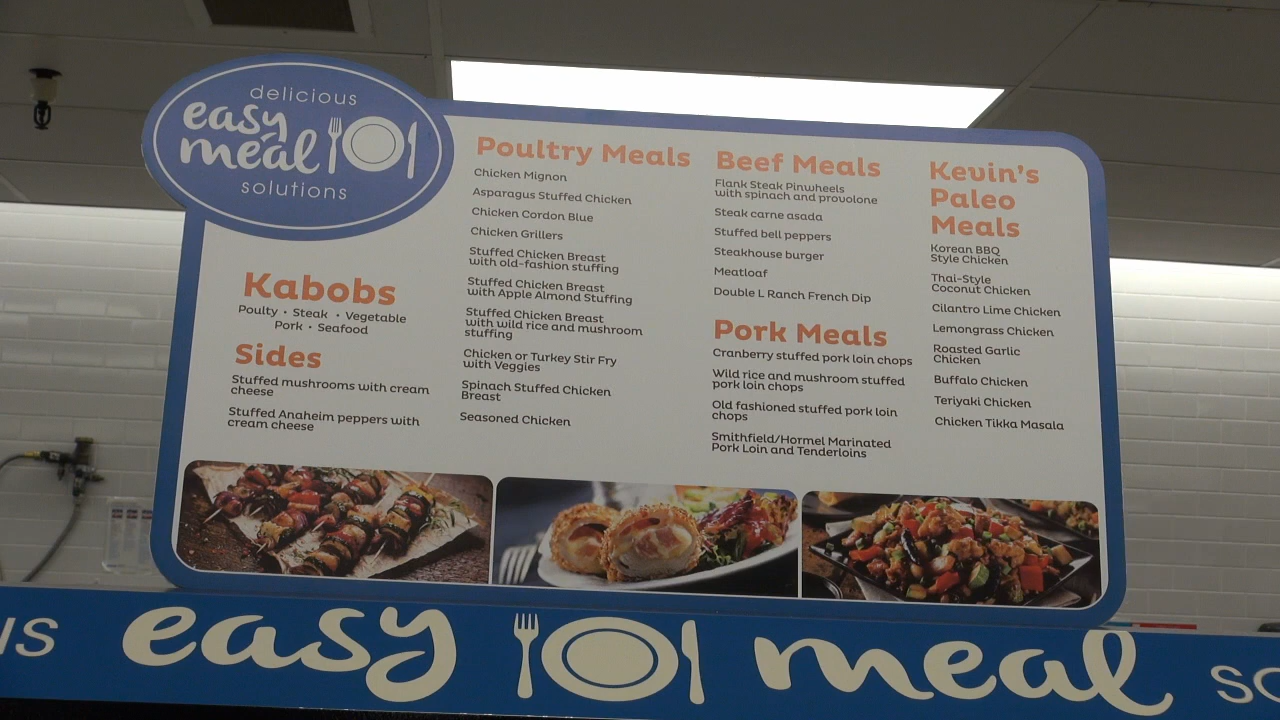 delicious
easy
meal
solutions
Kabobs
Poulty • Steak • Vegetable
Pork • Seafood
Sides
Stuffed mushrooms with cream
cheese
Stuffed Anaheim peppers with
cream cheese
Poultry Meals
Chicken Mignon
Asparagus Stuffed Chicken
Chicken Cordon Blue
Chicken Grillers
Stuffed Chicken Breast
with old-fashion stuffing
Stuffed Chicken Breast
with Apple Almond Stuffing
Stuffed Chicken Breast
with wild rice and mushroom
stuffing
Chicken or Turkey Stir Fry
with Veggies
Spinach Stuffed Chicken
Breast
Seasoned Chicken
Beef Meals
Flank Steak Pinwheels
with spinach and provolone
Steak carne asada
Stuffed bell peppers
Steakhouse burger
Meatloaf
Double L Ranch French Dip
Pork Meals
Cranberry stuffed pork loin chops
Wild rice and mushroom stuffed
pork loin chops
Old fashioned stuffed pork loin
chops
Smithfield/Hormel Marinated
Pork Loin and Tenderloins
Kevin's
Paleo
Meals
Korean BBQ
Style Chicken
Thai-Style
Coconut Chicken
Cilantro Lime Chicken
Lemongrass Chicken
Roasted Garlic
Chicken
Buffalo Chicken
Teriyaki Chicken
Chicken Tikka Masala
easy meal